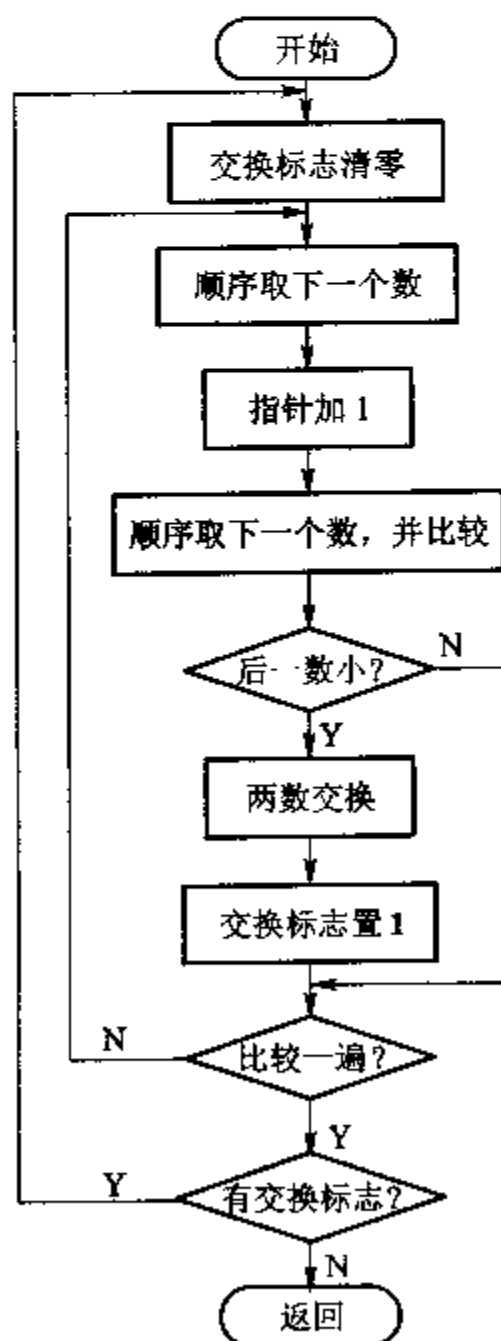 开始
交换标志清零
顺序取下一个数
指针加 1
顺序取下一个数，并比较
后一数小?
N
Y
两数交换
交换标志置 1
比较一遍?
N
Y
有交换标志?
Y
N
返回